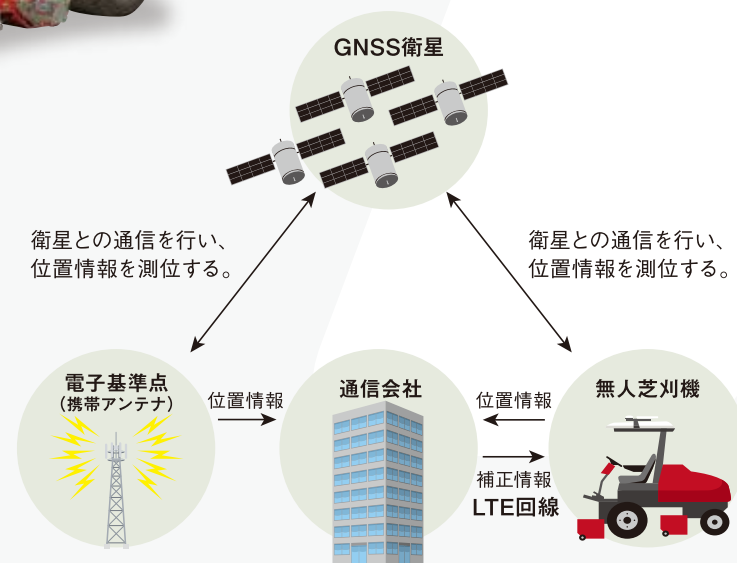 GNSS衛星
衛星との通信を行い、
位置情報を測位する。
衛星との通信を行い、
位置情報を測位する。
電子基準点
(携帯アンテナ)
位置情報
通信会社
位置情報
補正情報
LTE回線
無人芝刈機